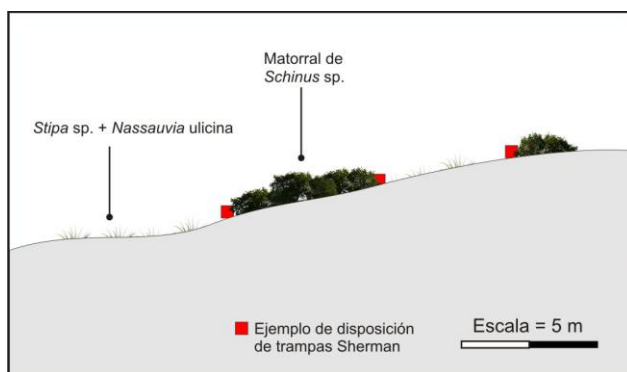 Matorral de
Schinus sp.
Stipa sp. + Nassauvia ulicina
Ejemplo de disposición
de trampas Sherman
Escala = 5 m